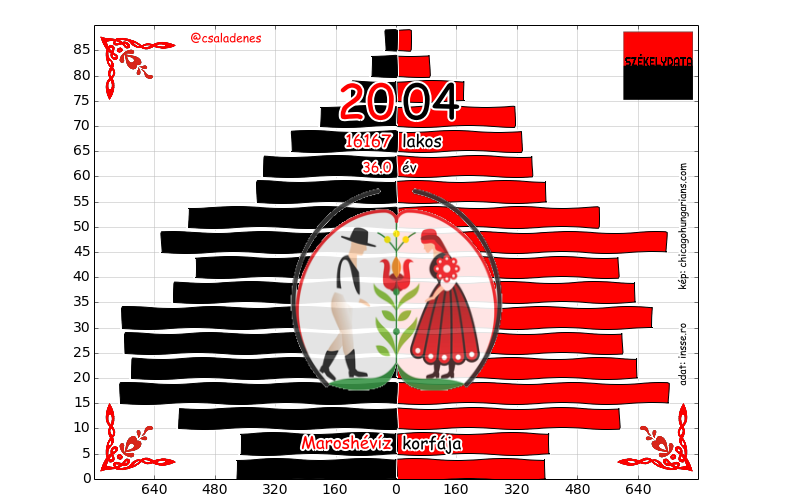 @csaladenes
SZÉKELYDATA
2004
16167 lakos
36.0 év
Maroshévíz korfája
kép: chicagohungarians.com
adat: insse.ro
85
80
75
70
65
60
55
50
45
40
35
30
25
20
15
10
5
0
640 480 320 160 0 160 320 480 640